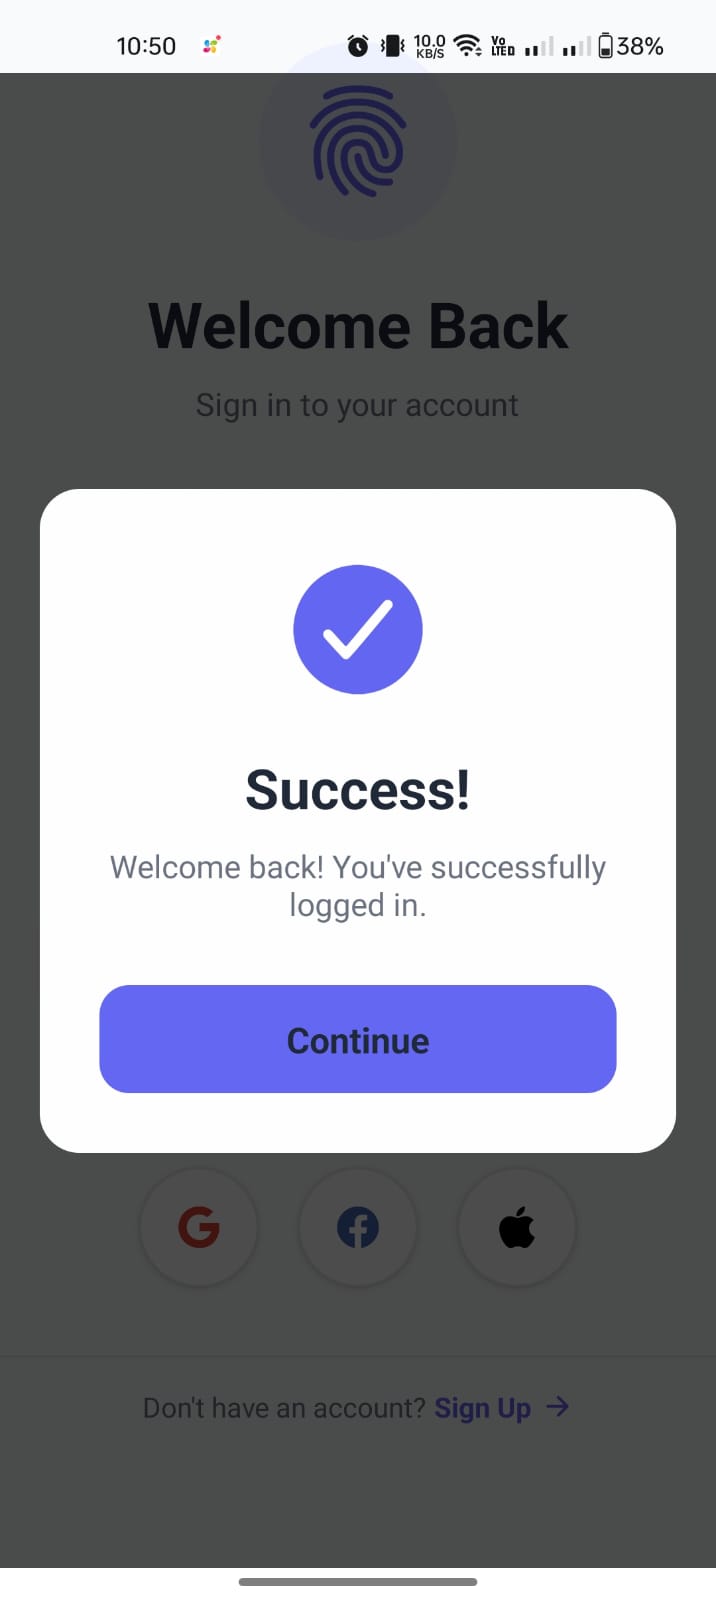 10:50
10.0
KB/S
Vo
LTED
38%
Welcome Back
Sign in to your account
Success!
Welcome back! You've successfully
logged in.
Continue
Don't have an account? Sign Up →